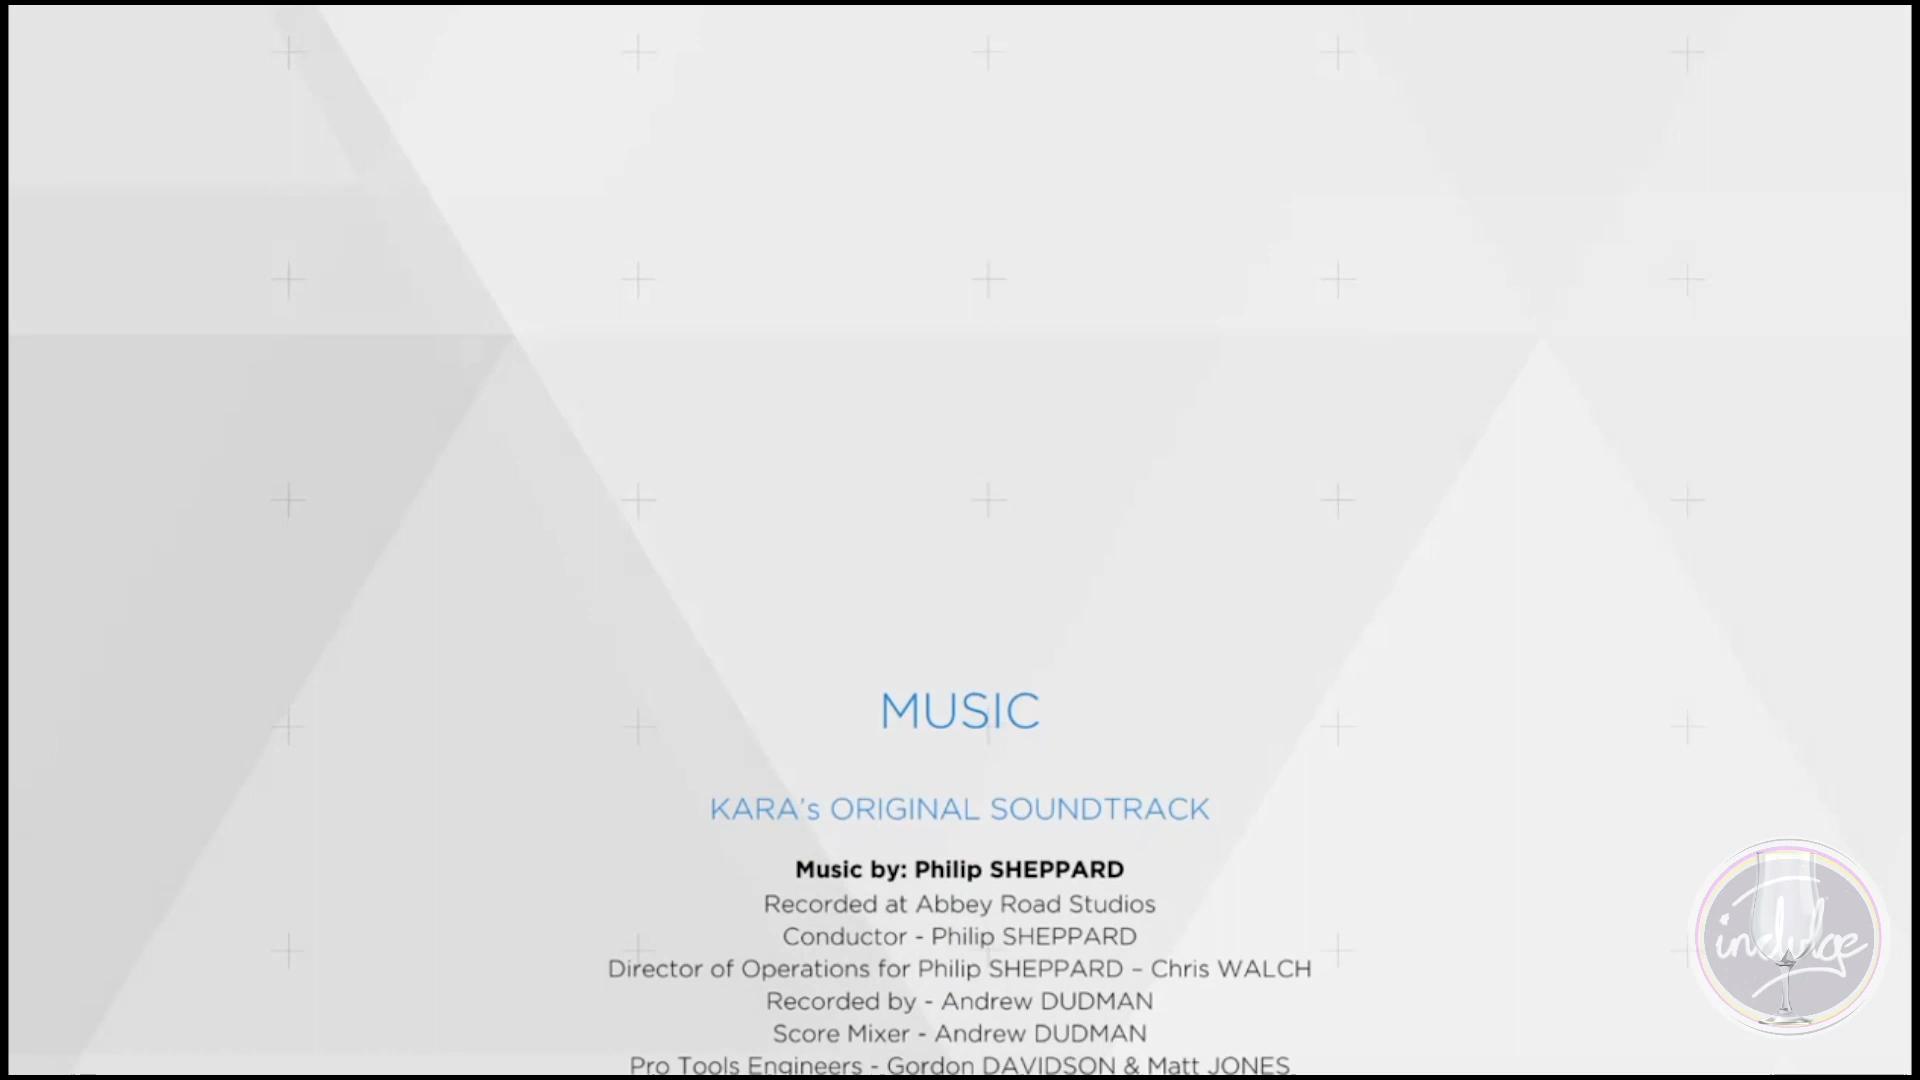 MUSIC
KARA's ORIGINAL SOUNDTRACK
Music by: Philip SHEPPARD
Recorded at Abbey Road Studios
Conductor - Philip SHEPPARD
Director of Operations for Philip SHEPPARD – Chris WALCH
Recorded by - Andrew DUDMAN
Score Mixer - Andrew DUDMAN
Pro Tools Engineers - Gordon DAVIDSON & Matt JONES
indulge